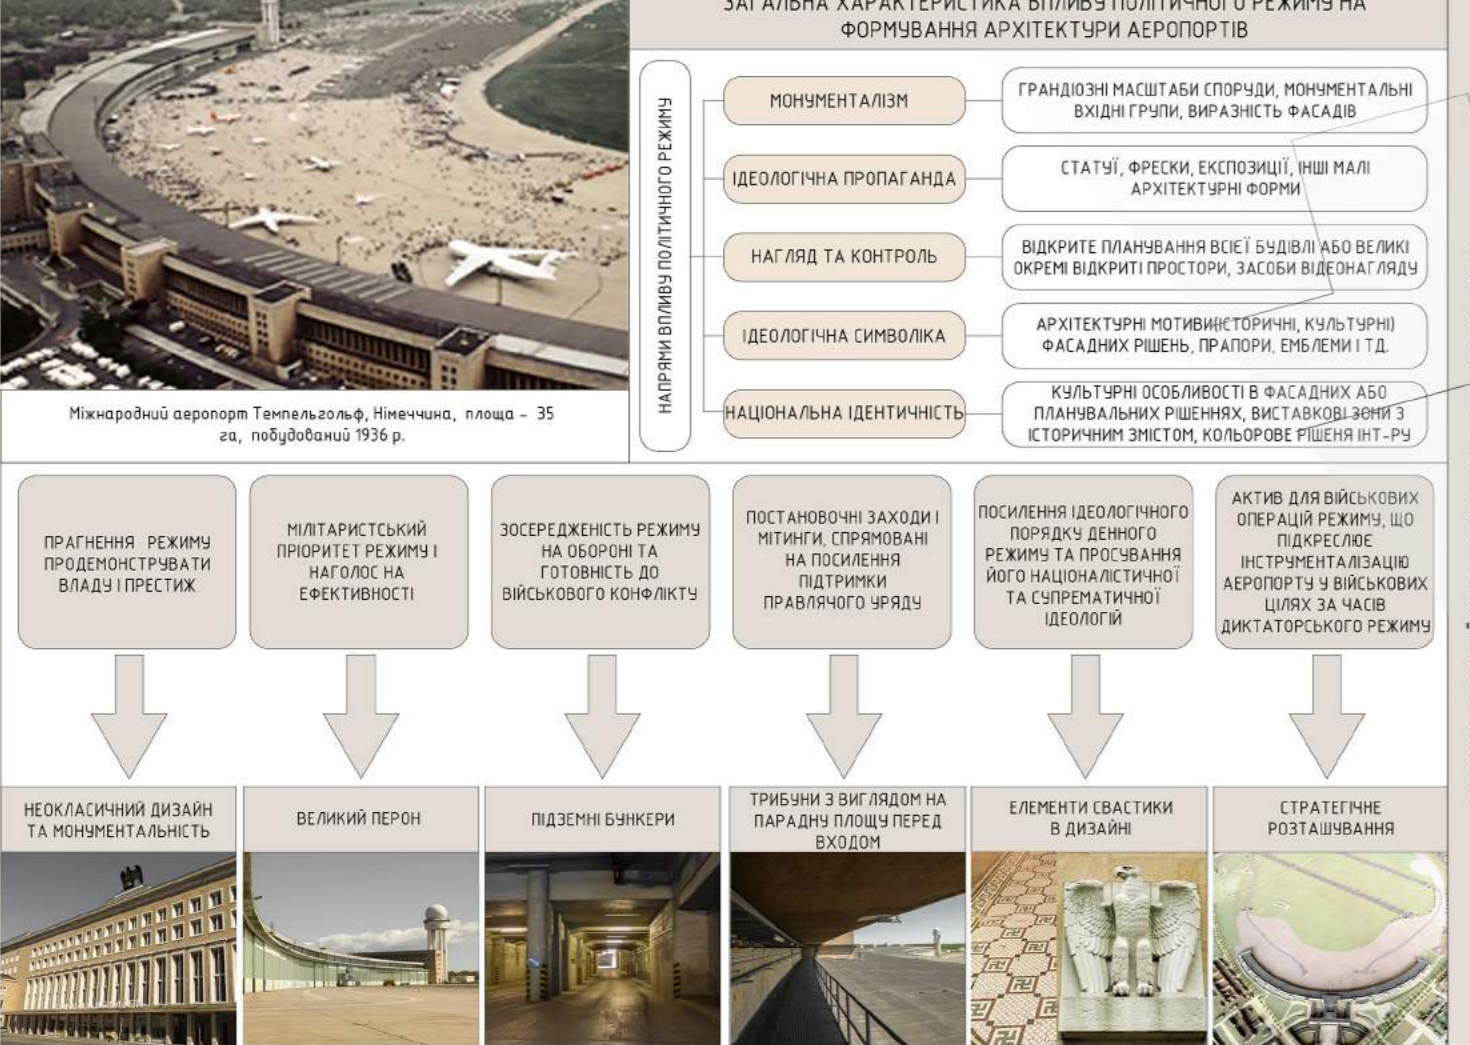 ЗАГАЛЬНА ХАРАКТЕРИСТИКА ВПЛИВУ ПОЛІТИЧНОГО РЕЖИМУ НА
ФОРМУВАННЯ АРХІТЕКТУРИ АЕРОПОРТІВ
НАПРЯМИ ВПЛИВУ ПОЛІТИЧНОГО РЕЖИМУ
МОНУМЕНТАЛІЗМ
ГРАНДІОЗНІ МАСШТАБИ СПОРУДИ, МОНУМЕНТАЛЬНІ
ВХІДНІ ГРУПИ, ВИРАЗНІСТЬ ФАСАДІВ
ІДЕОЛОГІЧНА ПРОПАГАНДА
СТАТУЇ, ФРЕСКИ, ЕКСПОЗИЦІЇ, ІНШІ МАЛІ
АРХІТЕКТУРНІ ФОРМИ
НАГЛЯД ТА КОНТРОЛЬ
ВІДКРИТЕ ПЛАНУВАННЯ ВСІЄЇ БУДІВЛІ АБО ВЕЛИКІ
ОКРЕМІ ВІДКРИТІ ПРОСТОРИ, ЗАСОБИ ВІДЕОНАГЛЯДУ
ІДЕОЛОГІЧНА СИМВОЛІКА
АРХІТЕКТУРНІ МОТИВИ(ІСТОРИЧНІ, КУЛЬТУРНІ)
ФАСАДНИХ РІШЕНЬ, ПРАПОРИ, ЕМБЛЕМИ І ТД.
НАЦІОНАЛЬНА ІДЕНТИЧНІСТЬ
КУЛЬТУРНІ ОСОБЛИВОСТІ В ФАСАДНИХ АБО
ПЛАНУВАЛЬНИХ РІШЕННЯХ, ВИСТАВКОВІ ЗОНИ З
ІСТОРИЧНИМ ЗМІСТОМ, КОЛЬОРОВЕ РІШЕНЯ ІНТ-РУ
Міжнародний аеропорт Темпельгольф, Німеччина, площа - 35
га, побудований 1936 р.
ПРАГНЕННЯ РЕЖИМУ
ПРОДЕМОНСТРУВАТИ
ВЛАДУ І ПРЕСТИЖ
МІЛІТАРИСТСЬКИЙ
ПРІОРИТЕТ РЕЖИМУ І
НАГОЛОС НА
ЕФЕКТИВНОСТІ
ЗОСЕРЕДЖЕНІСТЬ РЕЖИМУ
НА ОБОРОНІ ТА
ГОТОВНІСТЬ ДО
ВІЙСЬКОВОГО КОНФЛІКТУ
ПОСТАНОВОЧНІ ЗАХОДИ І
МІТИНГИ, СПРЯМОВАНІ
НА ПОСИЛЕННЯ
ПІДТРИМКИ
ПРАВЛЯЧОГО УРЯДУ
ПОСИЛЕННЯ ІДЕОЛОГІЧНОГО
ПОРЯДКУ ДЕННОГО
РЕЖИМУ ТА ПРОСУВАННЯ
ЙОГО НАЦІОНАЛІСТИЧНОЇ
ТА СУПРЕМАТИЧНОЇ
ІДЕОЛОГІЙ
АКТИВ ДЛЯ ВІЙСЬКОВИХ
ОПЕРАЦІЙ РЕЖИМУ, ЩО
ПІДКРЕСЛЮЄ
ІНСТРУМЕНТАЛІЗАЦІЮ
АЕРОПОРТУ У ВІЙСЬКОВИХ
ЦІЛЯХ ЗА ЧАСІВ
ДИКТАТОРСЬКОГО РЕЖИМУ
НЕОКЛАСИЧНИЙ ДИЗАЙН
ТА МОНУМЕНТАЛЬНІСТЬ
ВЕЛИКИЙ ПЕРОН
ПІДЗЕМНІ БУНКЕРИ
ТРИБУНИ З ВИГЛЯДОМ НА
ПАРАДНУ ПЛОЩУ ПЕРЕД
ВХОДОМ
ЕЛЕМЕНТИ СВАСТИКИ
В ДИЗАЙНІ
СТРАТЕГІЧНЕ
РОЗТАШУВАННЯ